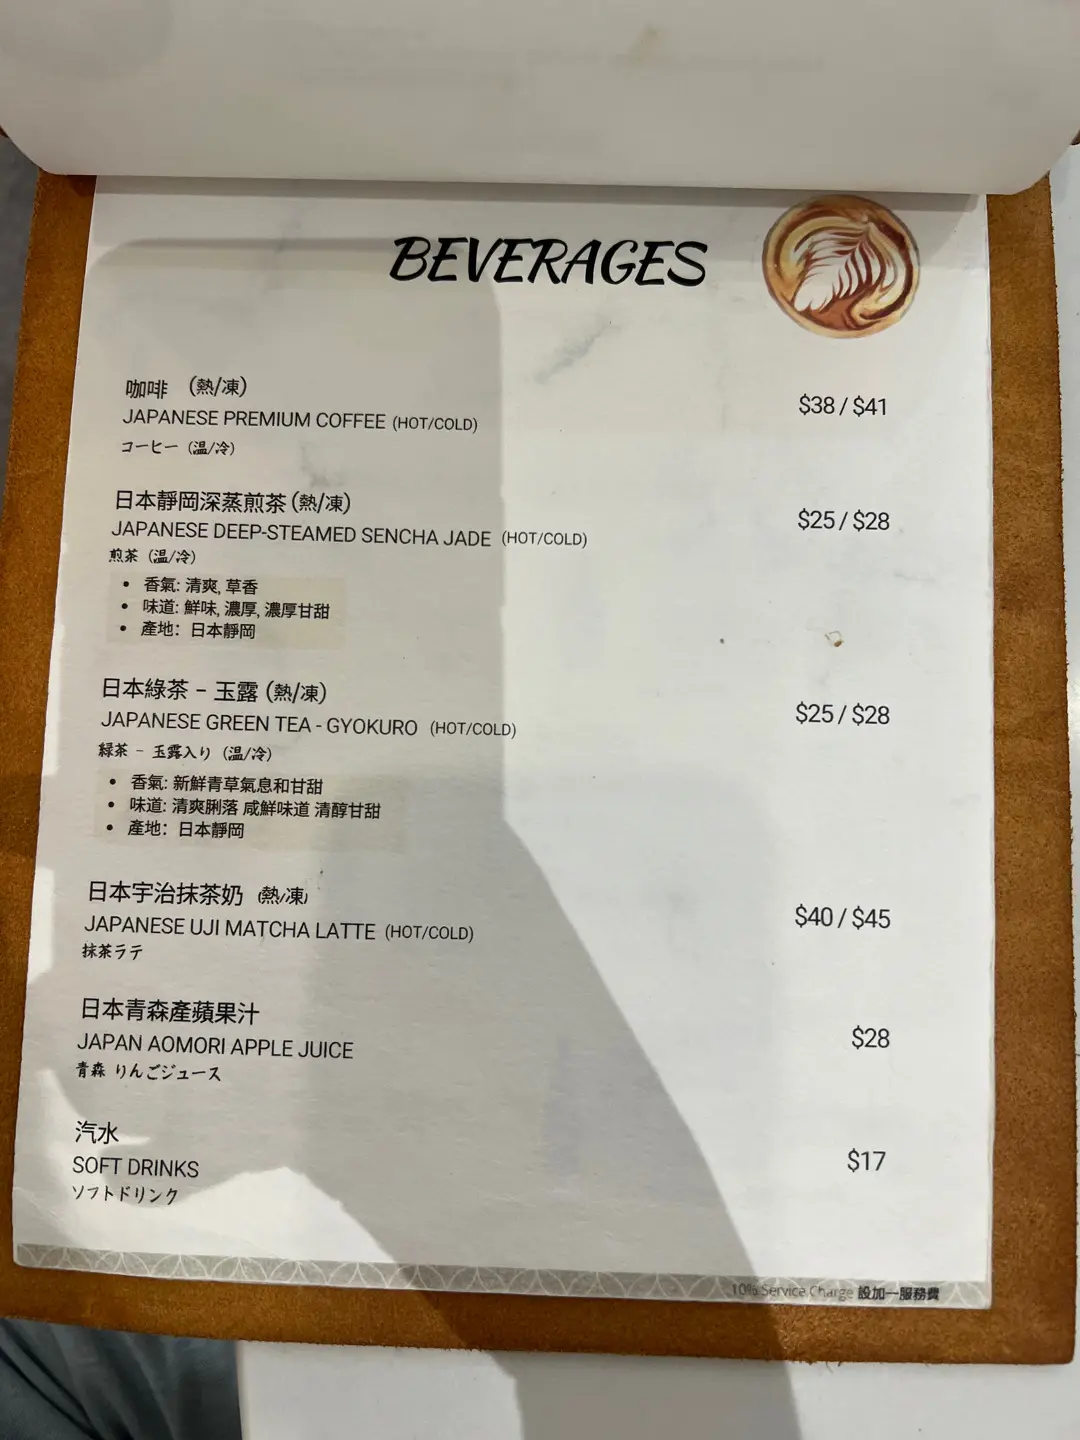 BEVERAGES
咖啡 (熱/凍)
JAPANESE PREMIUM COFFEE (HOT/COLD)
コーヒー (温/冷)
$38 / $41
日本靜岡深蒸煎茶 (熱/凍)
JAPANESE DEEP-STEAMED SENCHA JADE (HOT/COLD)
煎茶 (温/冷)
$25 / $28
• 香氣: 清爽, 草香
• 味道: 鮮味, 濃厚, 濃厚甘甜
• 產地: 日本靜岡
日本綠茶 - 玉露 (熱/凍)
JAPANESE GREEN TEA - GYOKURO (HOT/COLD)
緑茶 - 玉露入り (温/冷)
$25 / $28
• 香氣: 新鮮青草氣息和甘甜
• 味道: 清爽脷落 咸鮮味道 清醇甘甜
• 產地: 日本靜岡
日本宇治抹茶奶 (熱/凍)
JAPANESE UJI MATCHA LATTE (HOT/COLD)
抹茶ラテ
$40 / $45
日本青森產蘋果汁
JAPAN AOMORI APPLE JUICE
青森 りんごジュース
$28
汽水
SOFT DRINKS
ソフトドリンク
$17
10% Service Charge 設加一服務費